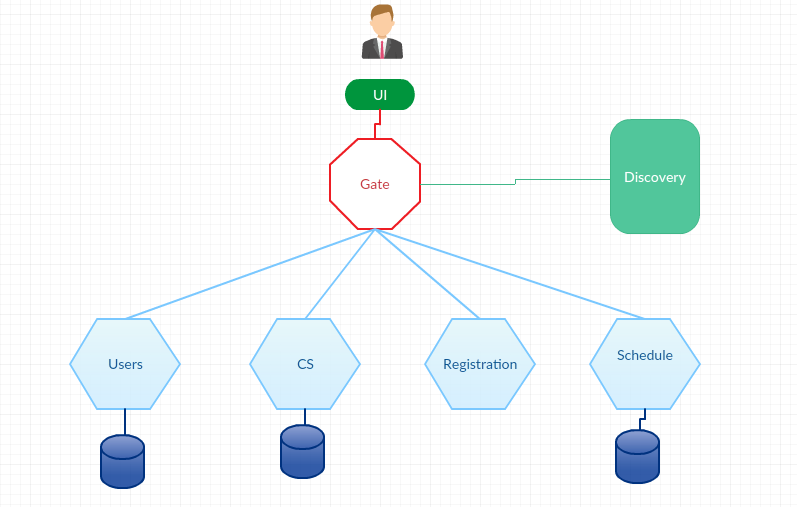 UI
Gate
Discovery
Users
CS
Registration
Schedule